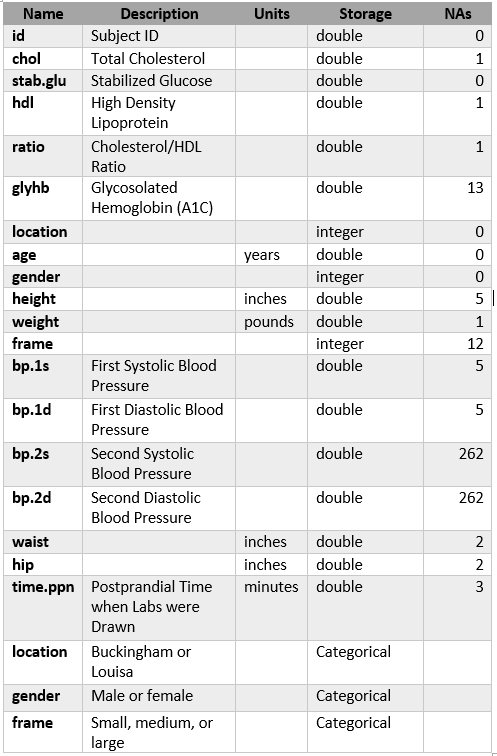 Name Description Units Storage NAs
id Subject ID double 0
chol Total Cholesterol double 1
stab.glu Stabilized Glucose double 0
hdl High Density double 1
Lipoprotein
ratio Cholesterol/HDL double 1
Ratio
glyhb Glycosolated double 13
Hemoglobin (A1C)
location integer 0
age years double 0
gender integer 0
height inches double 5
weight pounds double 1
frame integer 12
bp.1s First Systolic Blood double 5
Pressure
bp.1d First Diastolic Blood double 5
Pressure
bp.2s Second Systolic double 262
Blood Pressure
bp.2d Second Diastolic double 262
Blood Pressure
waist inches double 2
hip inches double 2
time.ppn Postprandial Time minutes double 3
when Labs were
Drawn
location Buckingham or Categorical
Louisa
gender Male or female Categorical
frame Small, medium, or Categorical
large